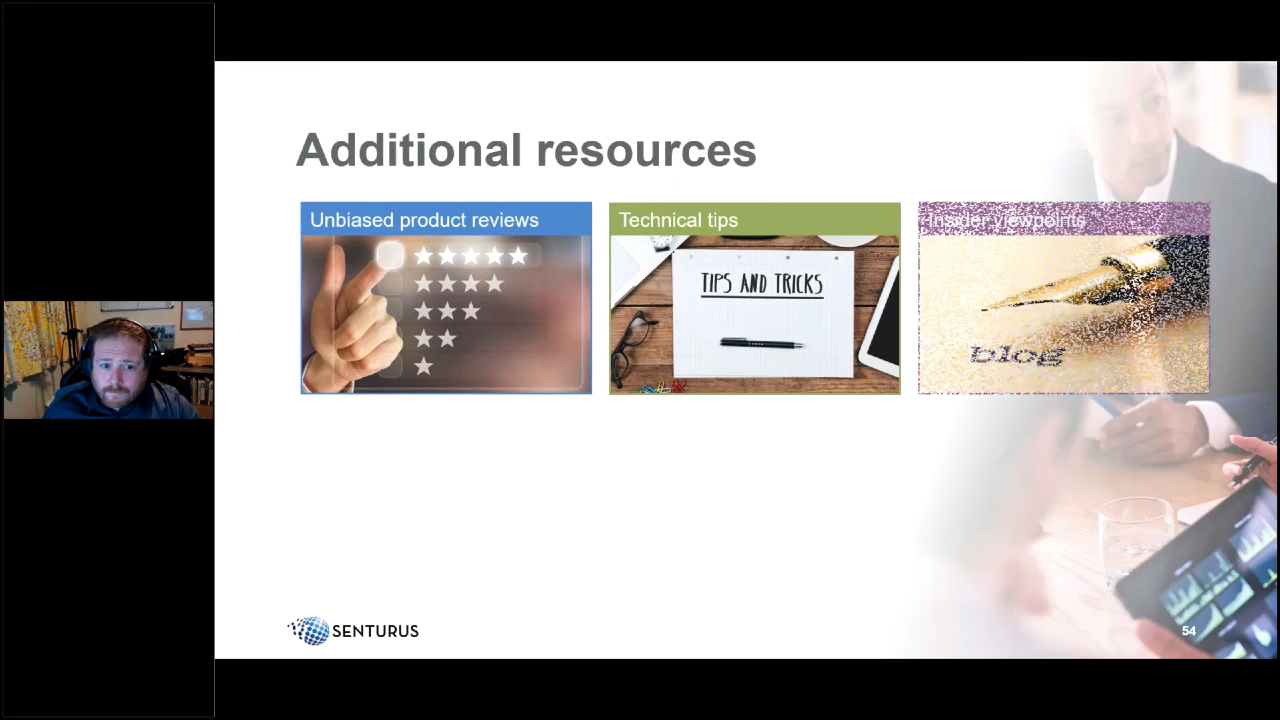 Additional resources
Unbiased product reviews
Technical tips
Insider viewpoints
TIPS AND TRICKS
blog
SENTURUS
54